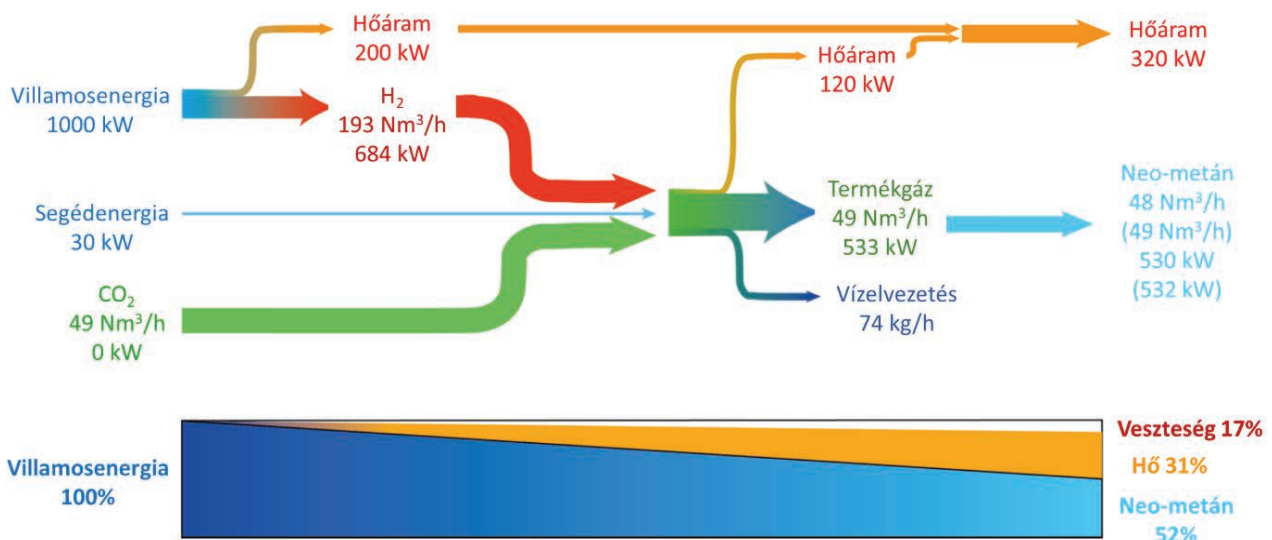 Hőáram
200 kW
Hőáram
320 kW
Hőáram
120 kW
Villamosenergia
1000 kW
H₂
193 Nm³/h
684 kW
Segédenergia
30 kW
Termékgáz
49 Nm³/h
533 kW
Neo-metán
48 Nm³/h
(49 Nm³/h)
530 kW
(532 kW)
CO₂
49 Nm³/h
0 kW
Vízelvezetés
74 kg/h
Villamosenergia
100%
Veszteség 17%
Hő 31%
Neo-metán
52%